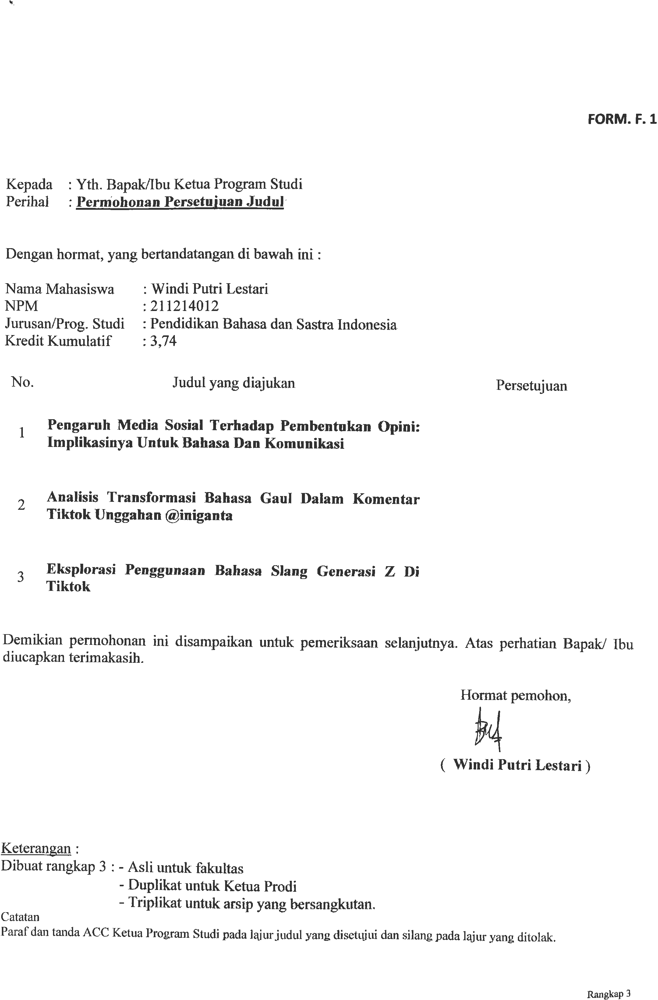 FORM. F. 1
Kepada : Yth. Bapak/Ibu Ketua Program Studi
Perihal : Permohonan Persetujuan Judul
Dengan hormat, yang bertandatangan di bawah ini :
Nama Mahasiswa : Windi Putri Lestari
NPM : 211214012
Jurusan/Prog. Studi : Pendidikan Bahasa dan Sastra Indonesia
Kredit Kumulatif : 3,74
No. Judul yang diajukan Persetujuan
1 Pengaruh Media Sosial Terhadap Pembentukan Opini:
Implikasinya Untuk Bahasa Dan Komunikasi
2 Analisis Transformasi Bahasa Gaul Dalam Komentar
Tiktok Unggahan @iniganta
3 Eksplorasi Penggunaan Bahasa Slang Generasi Z Di
Tiktok
Demikian permohonan ini disampaikan untuk pemeriksaan selanjutnya. Atas perhatian Bapak/ Ibu
diucapkan terimakasih.
Hormat pemohon,
( Windi Putri Lestari )
Keterangan :
Dibuat rangkap 3 : - Asli untuk fakultas
- Duplikat untuk Ketua Prodi
- Triplikat untuk arsip yang bersangkutan.
Catatan
Paraf dan tanda ACC Ketua Program Studi pada lajur judul yang disetujui dan silang pada lajur yang ditolak.
Rangkap 3